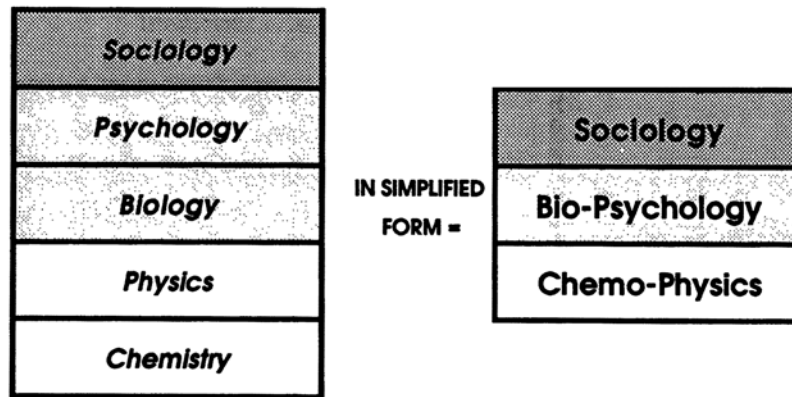 Sociology
Psychology
Biology
Physics
Chemistry
IN SIMPLIFIED
FORM =
Sociology
Bio-Psychology
Chemo-Physics